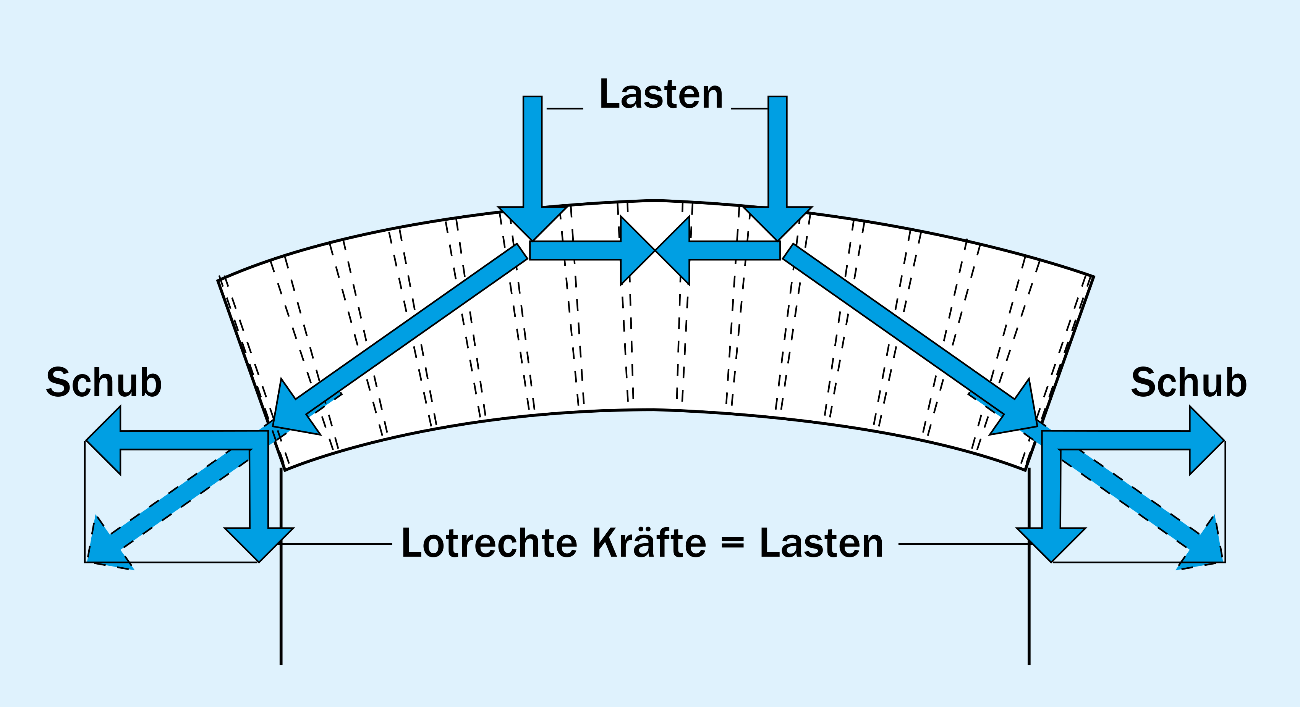 Lasten
Schub
Schub
Lotrechte Kräfte = Lasten